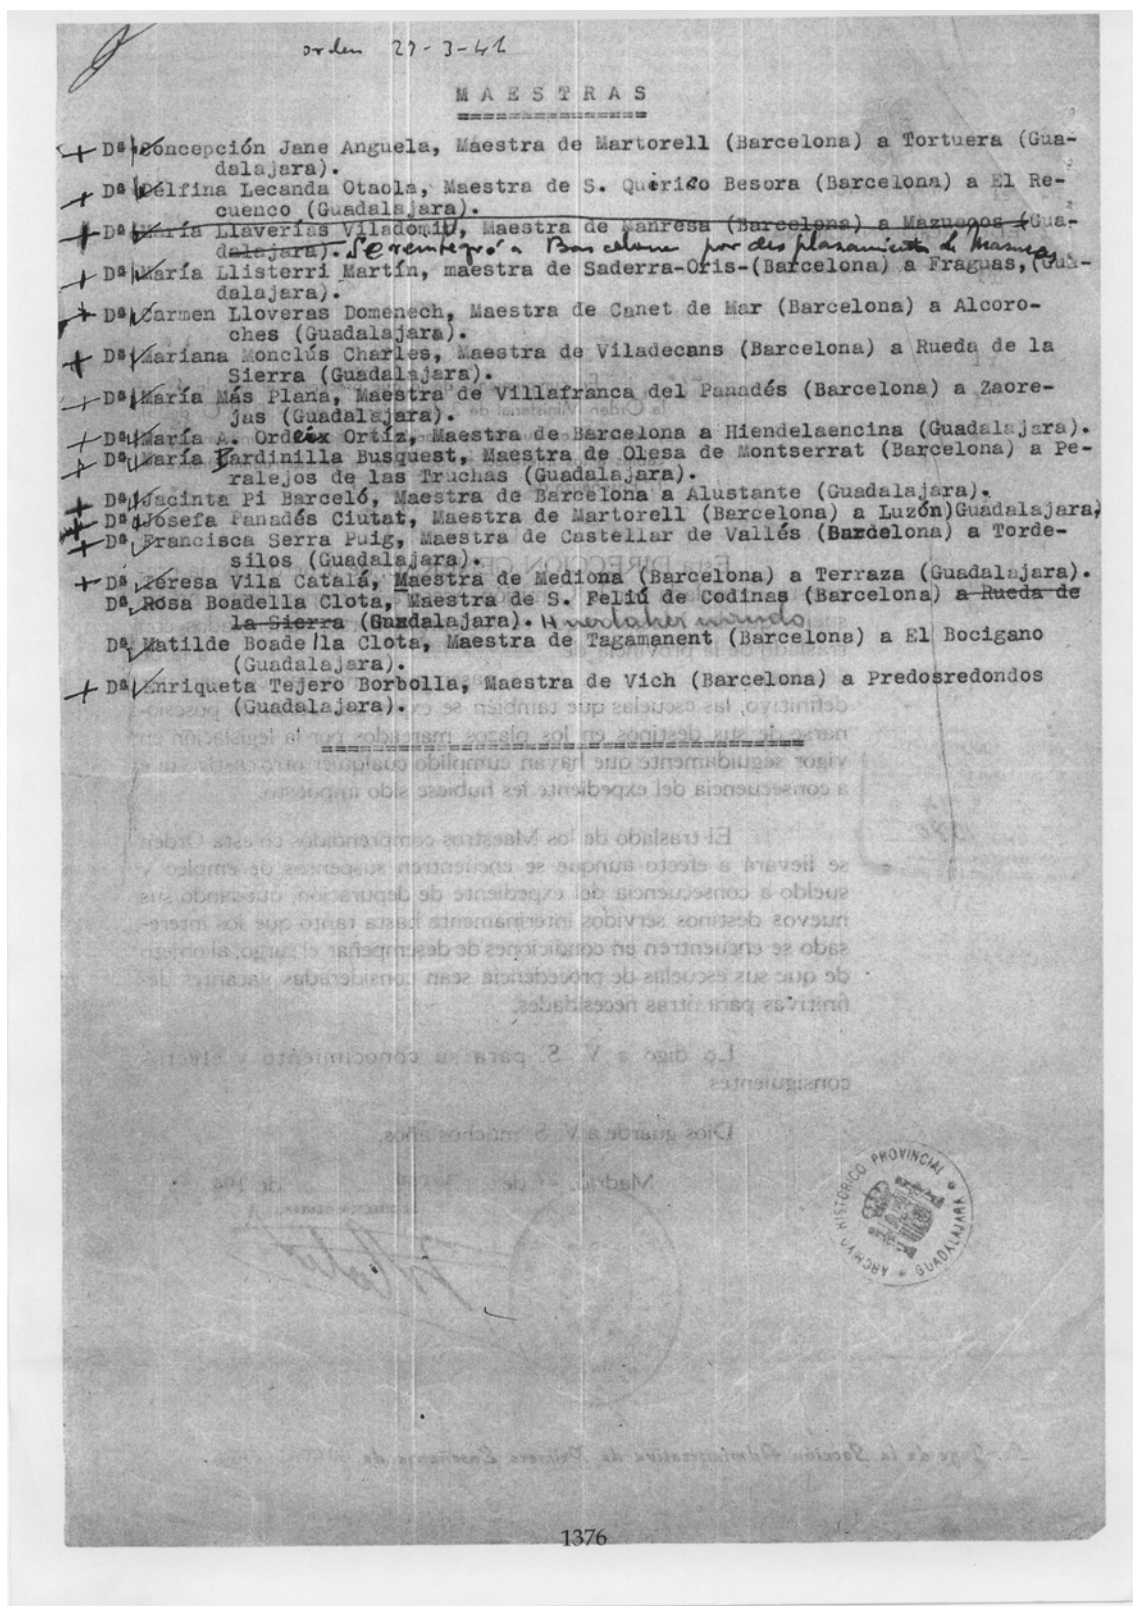 orden 27-3-42
MAESTRAS
Dª Concepción Jane Anguela, Maestra de Martorell (Barcelona) a Tortuera (Gua-
dalajara).
Dª Délfina Lecanda Otaola, Maestra de S. Querico Besora (Barcelona) a El Re-
cuenco (Guadalajara).
Dª María Llaverías Viladomiu, Maestra de Manresa (Barcelona) a Mazuegos (Gua-
dalajara). Se reintegró a Barcelona por desplazamiento de
Dª María Llisterri Martín, maestra de Saderra-Oris-(Barcelona) a Fraguas, (Gua-
dalajara).
Dª Carmen Lloveras Domenech, Maestra de Canet de Mar (Barcelona) a Alcoro-
ches (Guadalajara).
Dª Mariana Monclús Charles, Maestra de Viladecans (Barcelona) a Rueda de la
Sierra (Guadalajara).
Dª María Más Plana, Maestra de Villafranca del Panadés (Barcelona) a Zaore-
jas (Guadalajara).
Dª María A. Ordeix Ortíz, Maestra de Barcelona a Hiendelaencina (Guadalajara).
Dª María Bardinilla Busquest, Maestra de Olesa de Montserrat (Barcelona) a Pe-
ralejos de las Truchas (Guadalajara).
Dª Jacinta Pi Barceló, Maestra de Barcelona a Alustante (Guadalajara).
Dª Josefa Panadés Ciutat, Maestra de Martorell (Barcelona) a Luzón)Guadalajara)
Dª Francisca Serra Puig, Maestra de Castellar de Vallés (Barcelona) a Torde-
silos (Guadalajara).
Dª Teresa Vila Catalá, Maestra de Mediona (Barcelona) a Terraza (Guadalajara).
Dª Rosa Boadella Clota, Maestra de S. Feliú de Codinas (Barcelona) a Rueda de
la Sierra (Guadalajara). Huertahernando
Dª Matilde Boadella Clota, Maestra de Tagamanent (Barcelona) a El Bocigano
(Guadalajara).
Dª Enriqueta Tejero Borbolla, Maestra de Vich (Barcelona) a Predosredondos
(Guadalajara).
ARCHIVO HISTORICO PROVINCIAL * GUADALAJARA *
1376